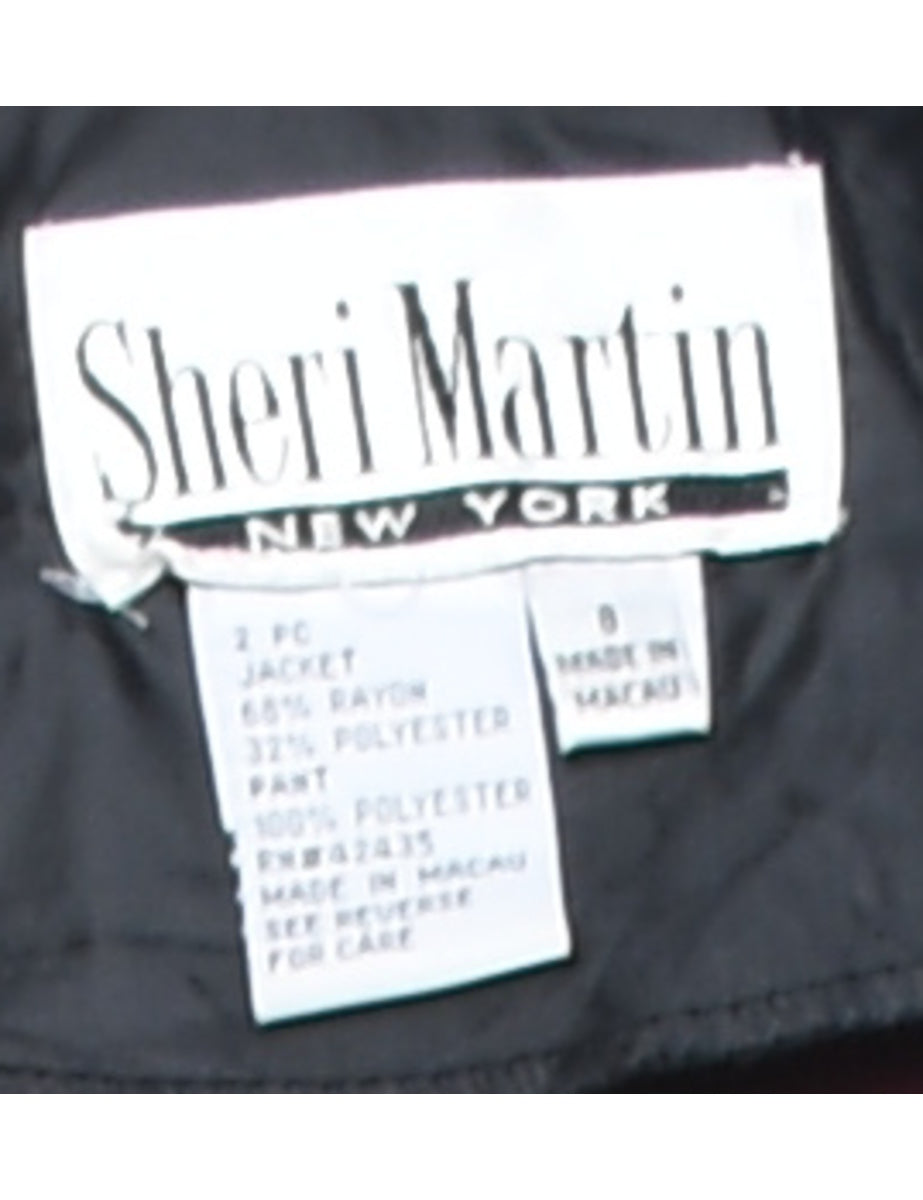 Sheri Martin
NEW YORK
2 PC
JACKET
68% RAYON
32% POLYESTER
PANT
100% POLYESTER
RN#42435
MADE IN MACAU
SEE REVERSE
FOR CARE
8
MADE IN
MACAU